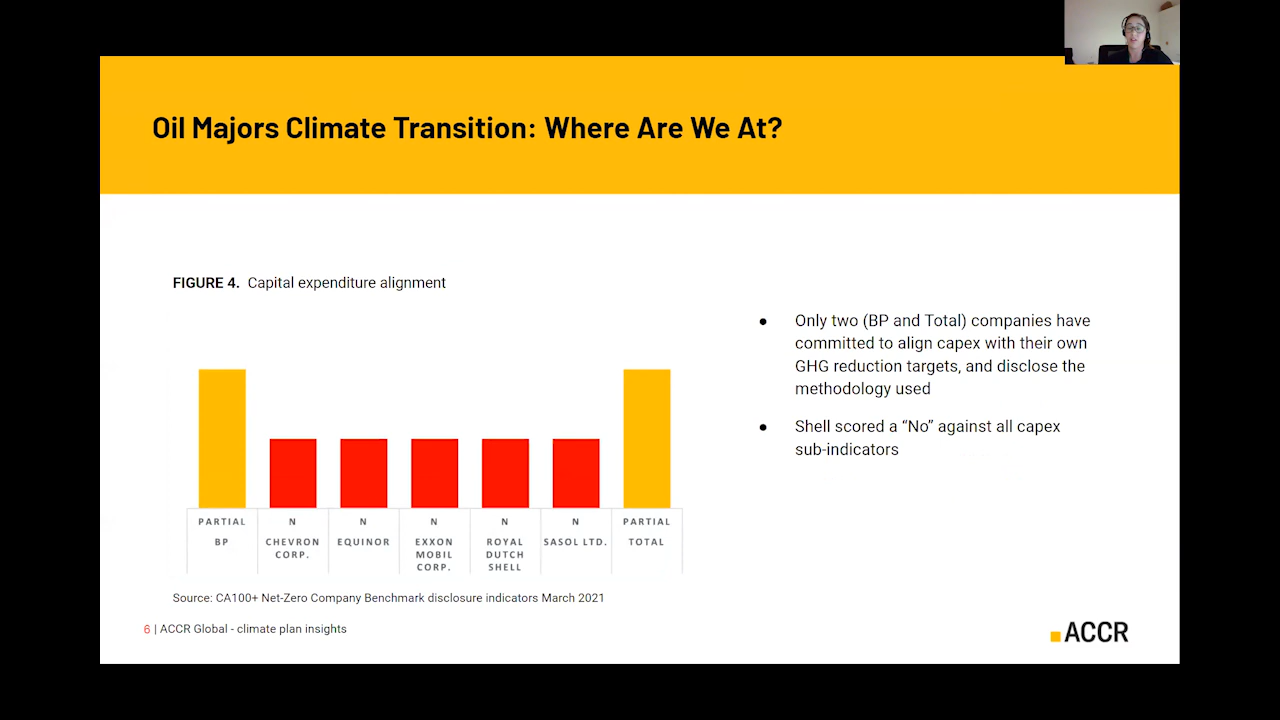 Oil Majors Climate Transition: Where Are We At?
FIGURE 4. Capital expenditure alignment
PARTIAL N N N N N PARTIAL
BP CHEVRON CORP. EQUINOR EXXON MOBIL CORP. ROYAL DUTCH SHELL SASOL LTD. TOTAL
Source: CA100+ Net-Zero Company Benchmark disclosure indicators March 2021
● Only two (BP and Total) companies have
committed to align capex with their own
GHG reduction targets, and disclose the
methodology used
● Shell scored a “No” against all capex
sub-indicators
6 | ACCR Global - climate plan insights
ACCR